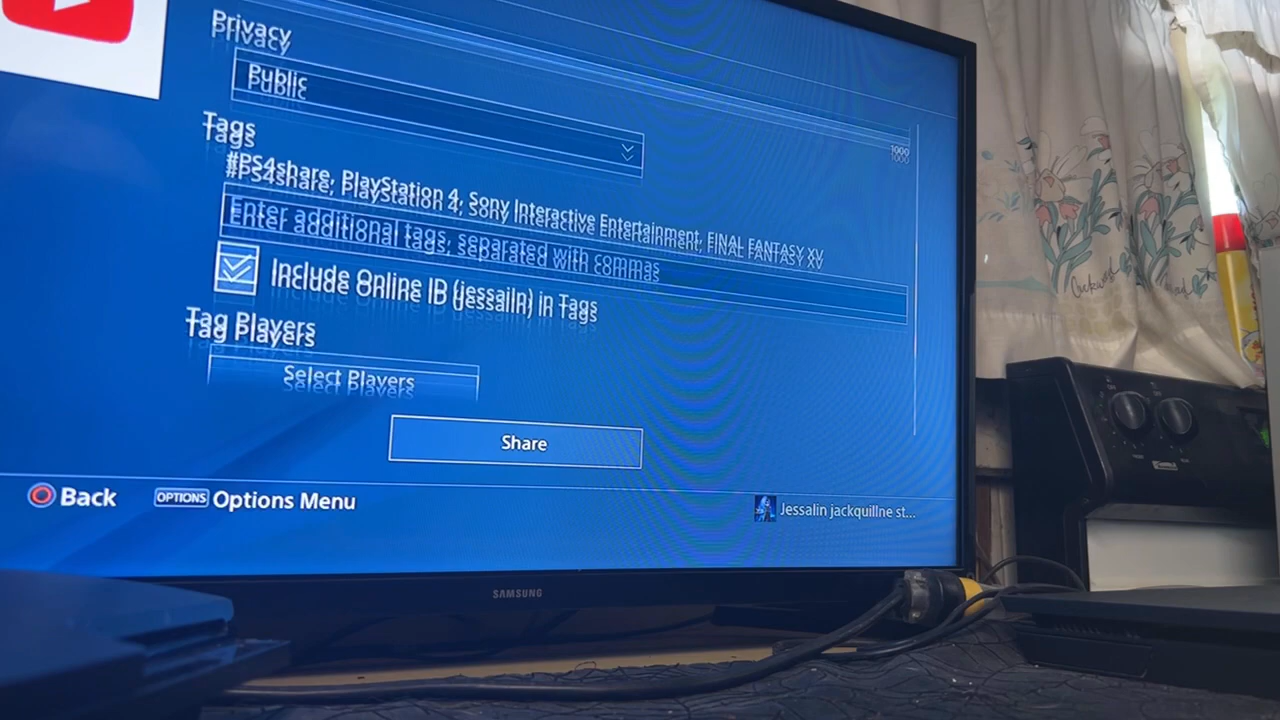 Privacy
Public
1000
Tags
#PS4share, PlayStation 4, Sony Interactive Entertainment, FINAL FANTASY XV
Enter additional tags, separated with commas
Include Online ID (jessaiin) in Tags
Tag Players
Select Players
Share
Back
OPTIONS Options Menu
Jessalin jackquillne st...
SAMSUNG